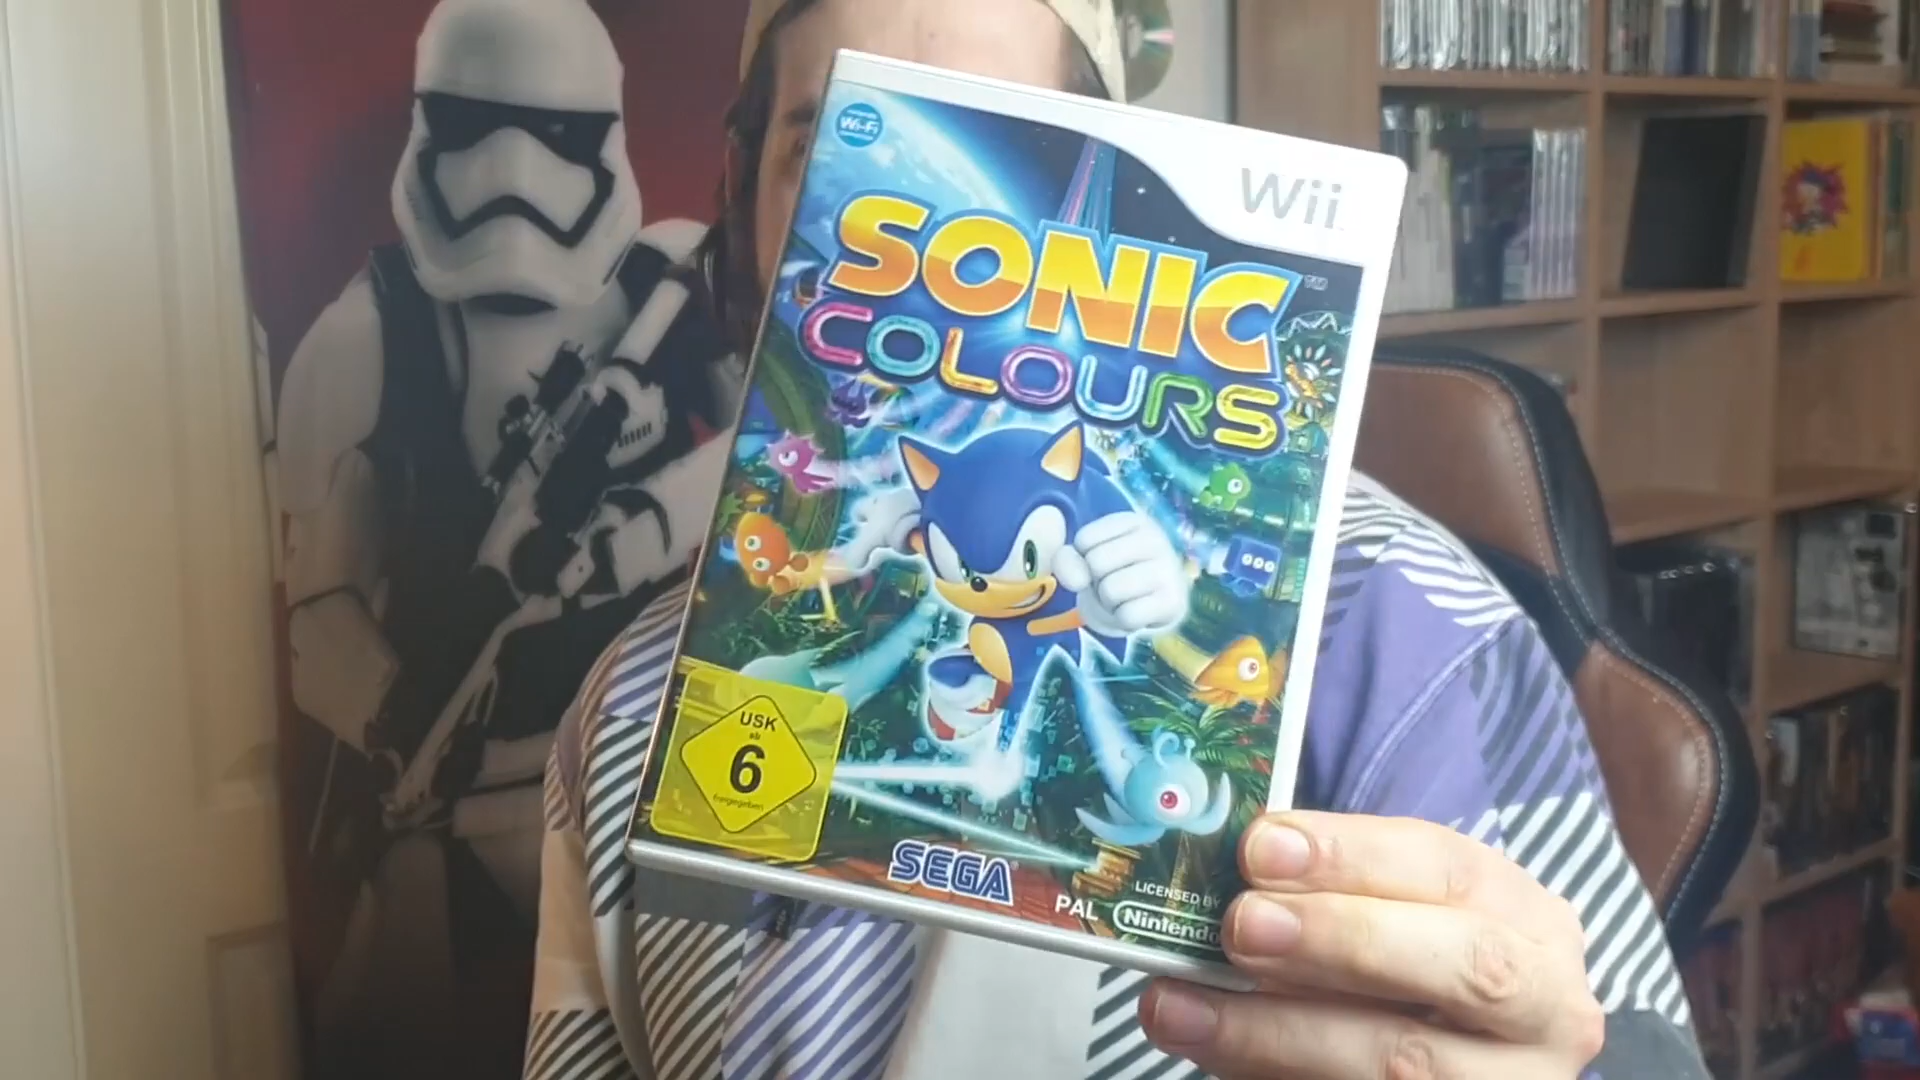 Wi-Fi
Wii
SONIC
TM
COLOURS
USK
ab
6
freigegeben
SEGA
PAL
LICENSED BY
Nintendo